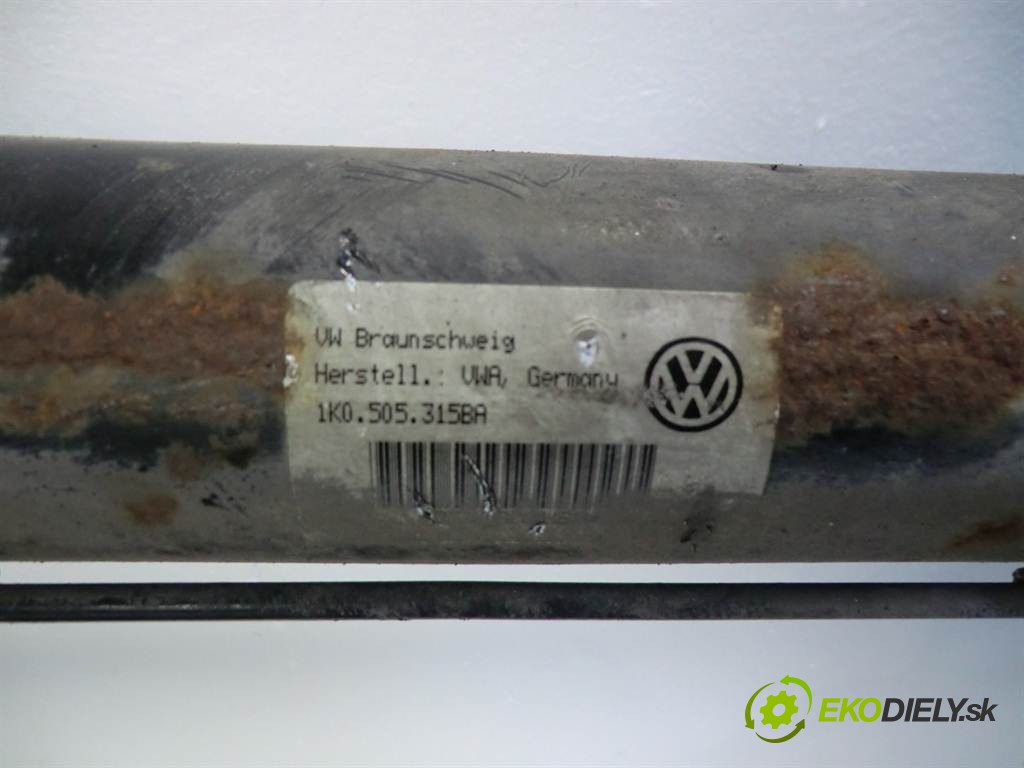 VW Braunschweig
Herstell.: VWA, Germany
1K0.505.315BA
EKODIELY.sk